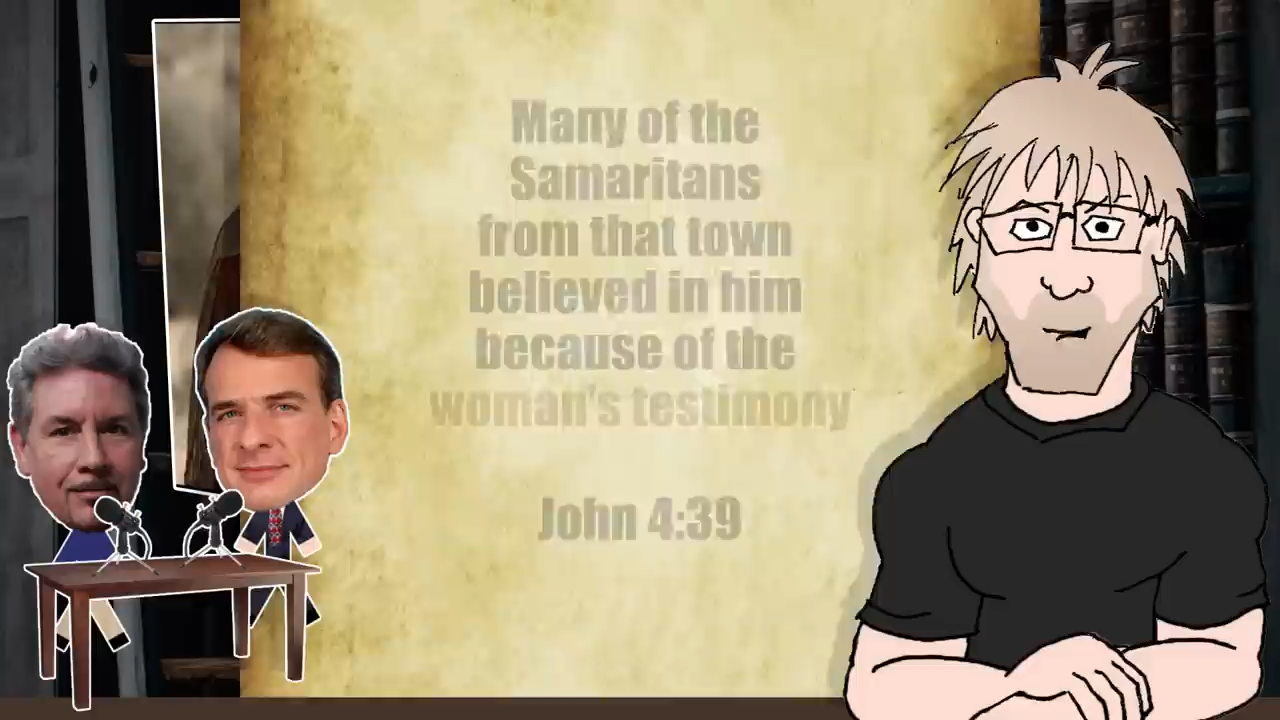 Many of the
Samaritans
from that town
believed in him
because of the
woman's testimony
John 4:39